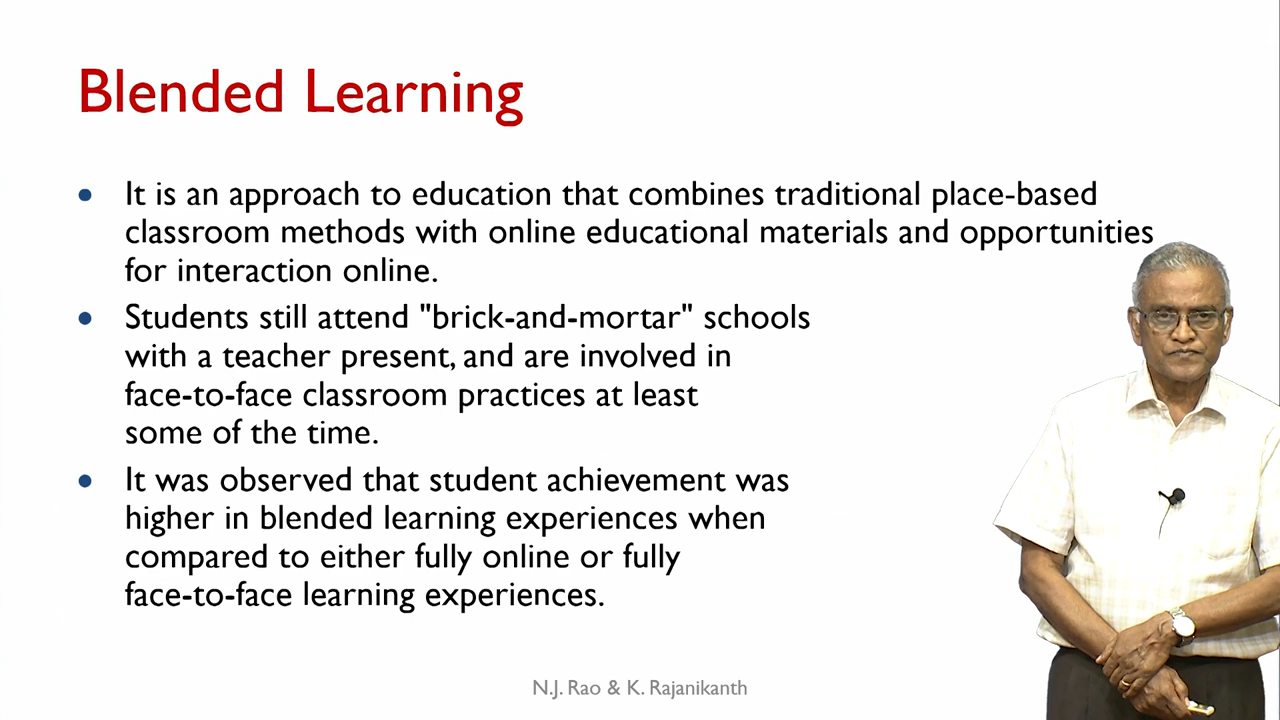 Blended Learning
It is an approach to education that combines traditional place-based
classroom methods with online educational materials and opportunities
for interaction online.
Students still attend "brick-and-mortar" schools
with a teacher present, and are involved in
face-to-face classroom practices at least
some of the time.
It was observed that student achievement was
higher in blended learning experiences when
compared to either fully online or fully
face-to-face learning experiences.
N.J. Rao & K. Rajanikanth